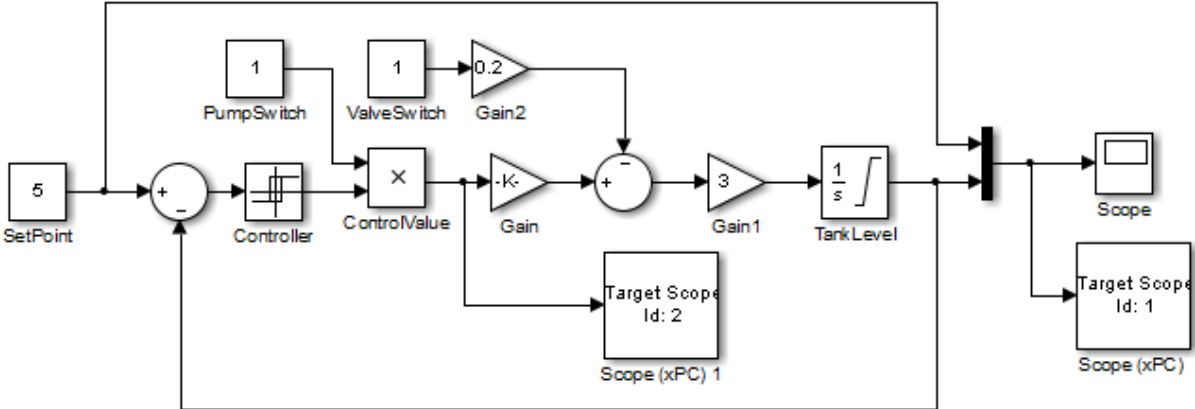 1
PumpSwitch
1
ValveSwitch
0.2
Gain2
5
SetPoint
+
−
Controller
×
ControlValue
-K-
Gain
−
+
3
Gain1
1
s
TankLevel
Scope
Target Scope
Id: 2
Scope (xPC) 1
Target Scope
Id: 1
Scope (xPC)